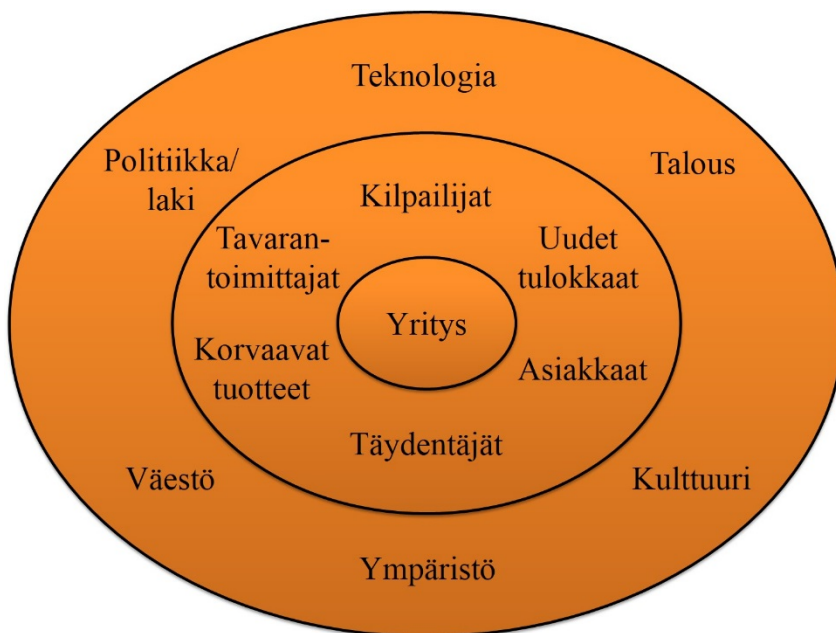 Teknologia
Politiikka/
laki
Talous
Kilpailijat
Tavaran-
toimittajat
Uudet
tulokkaat
Yritys
Korvaavat
tuotteet
Asiakkaat
Täydentäjät
Väestö
Kulttuuri
Ympäristö